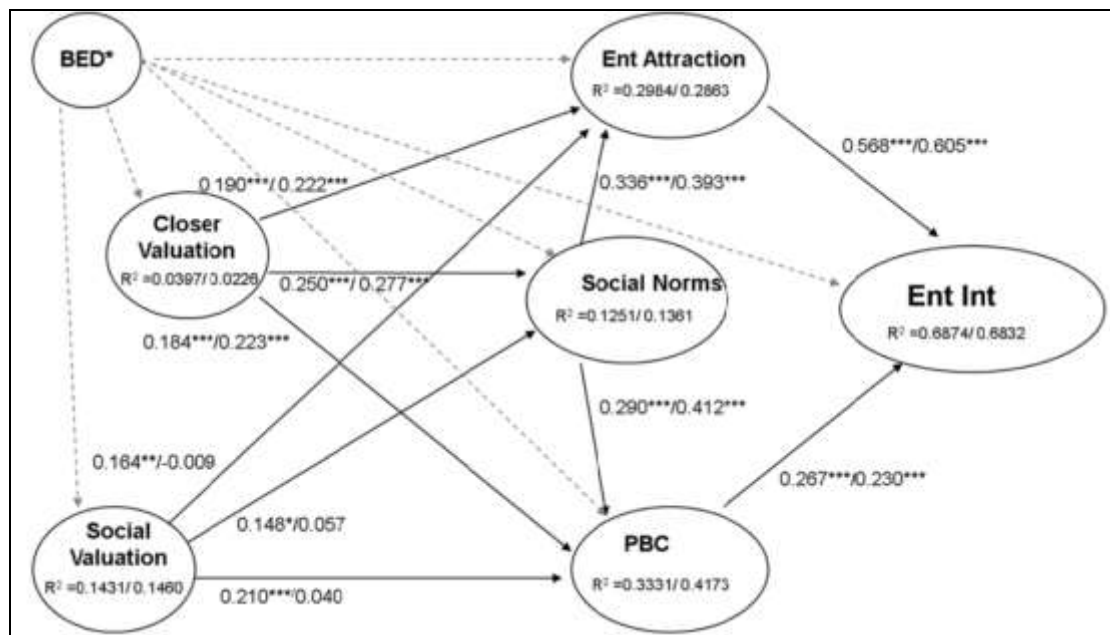 BED*
Ent Attraction
R² =0.2984/ 0.2863
0.568***/0.605***
0.190***/ 0.222***
0.336***/0.393***
Closer
Valuation
R² =0.0397/ 0.0226
0.250***/ 0.277***
Social Norms
R² =0.1251/ 0.1361
Ent Int
R² =0.6874/ 0.6832
0.184***/0.223***
0.290***/0.412***
0.164**/-0.009
0.267***/0.230***
0.148*/0.057
Social
Valuation
R² =0.1431/ 0.1460
PBC
R² =0.3331/ 0.4173
0.210***/0.040